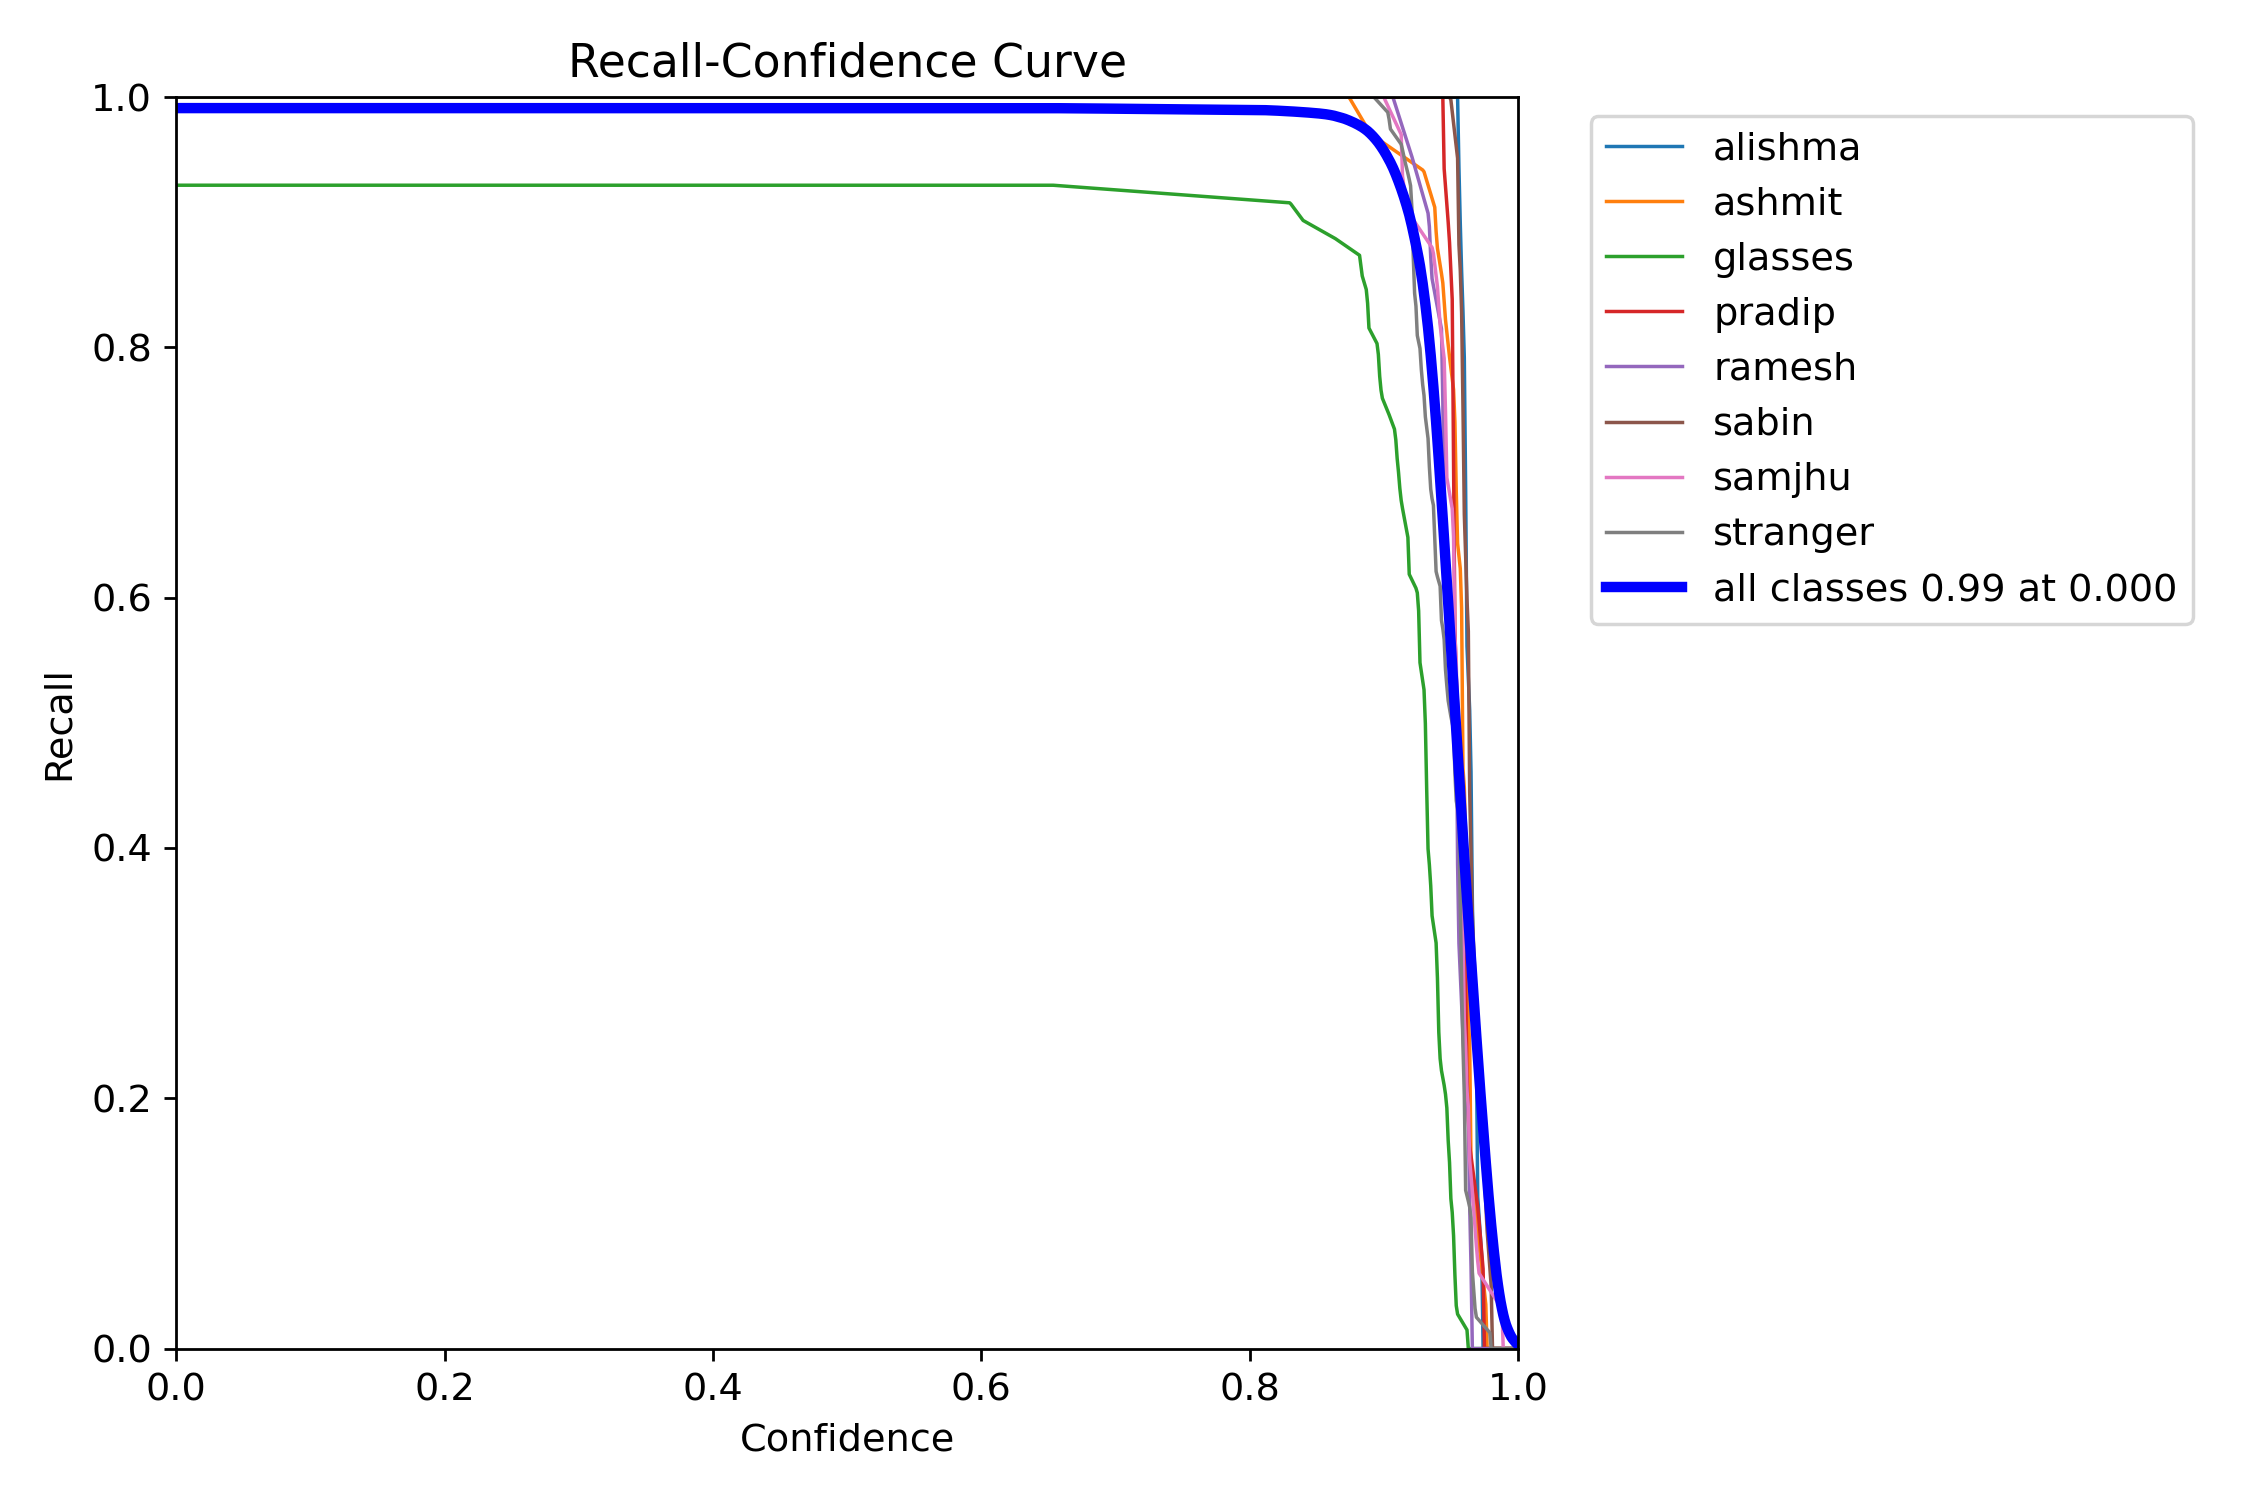 Recall-Confidence Curve
1.0
0.8
0.6
0.4
0.2
0.0
Recall
0.0 0.2 0.4 0.6 0.8 1.0
Confidence
alishma
ashmit
glasses
pradip
ramesh
sabin
samjhu
stranger
all classes 0.99 at 0.000